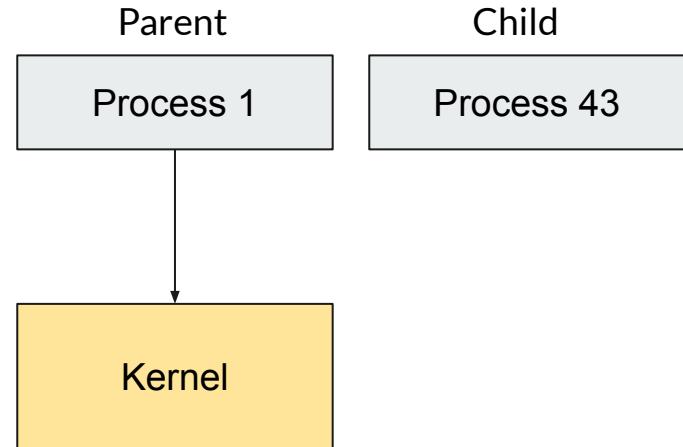 Parent
Child
Process 1
Process 43
Kernel